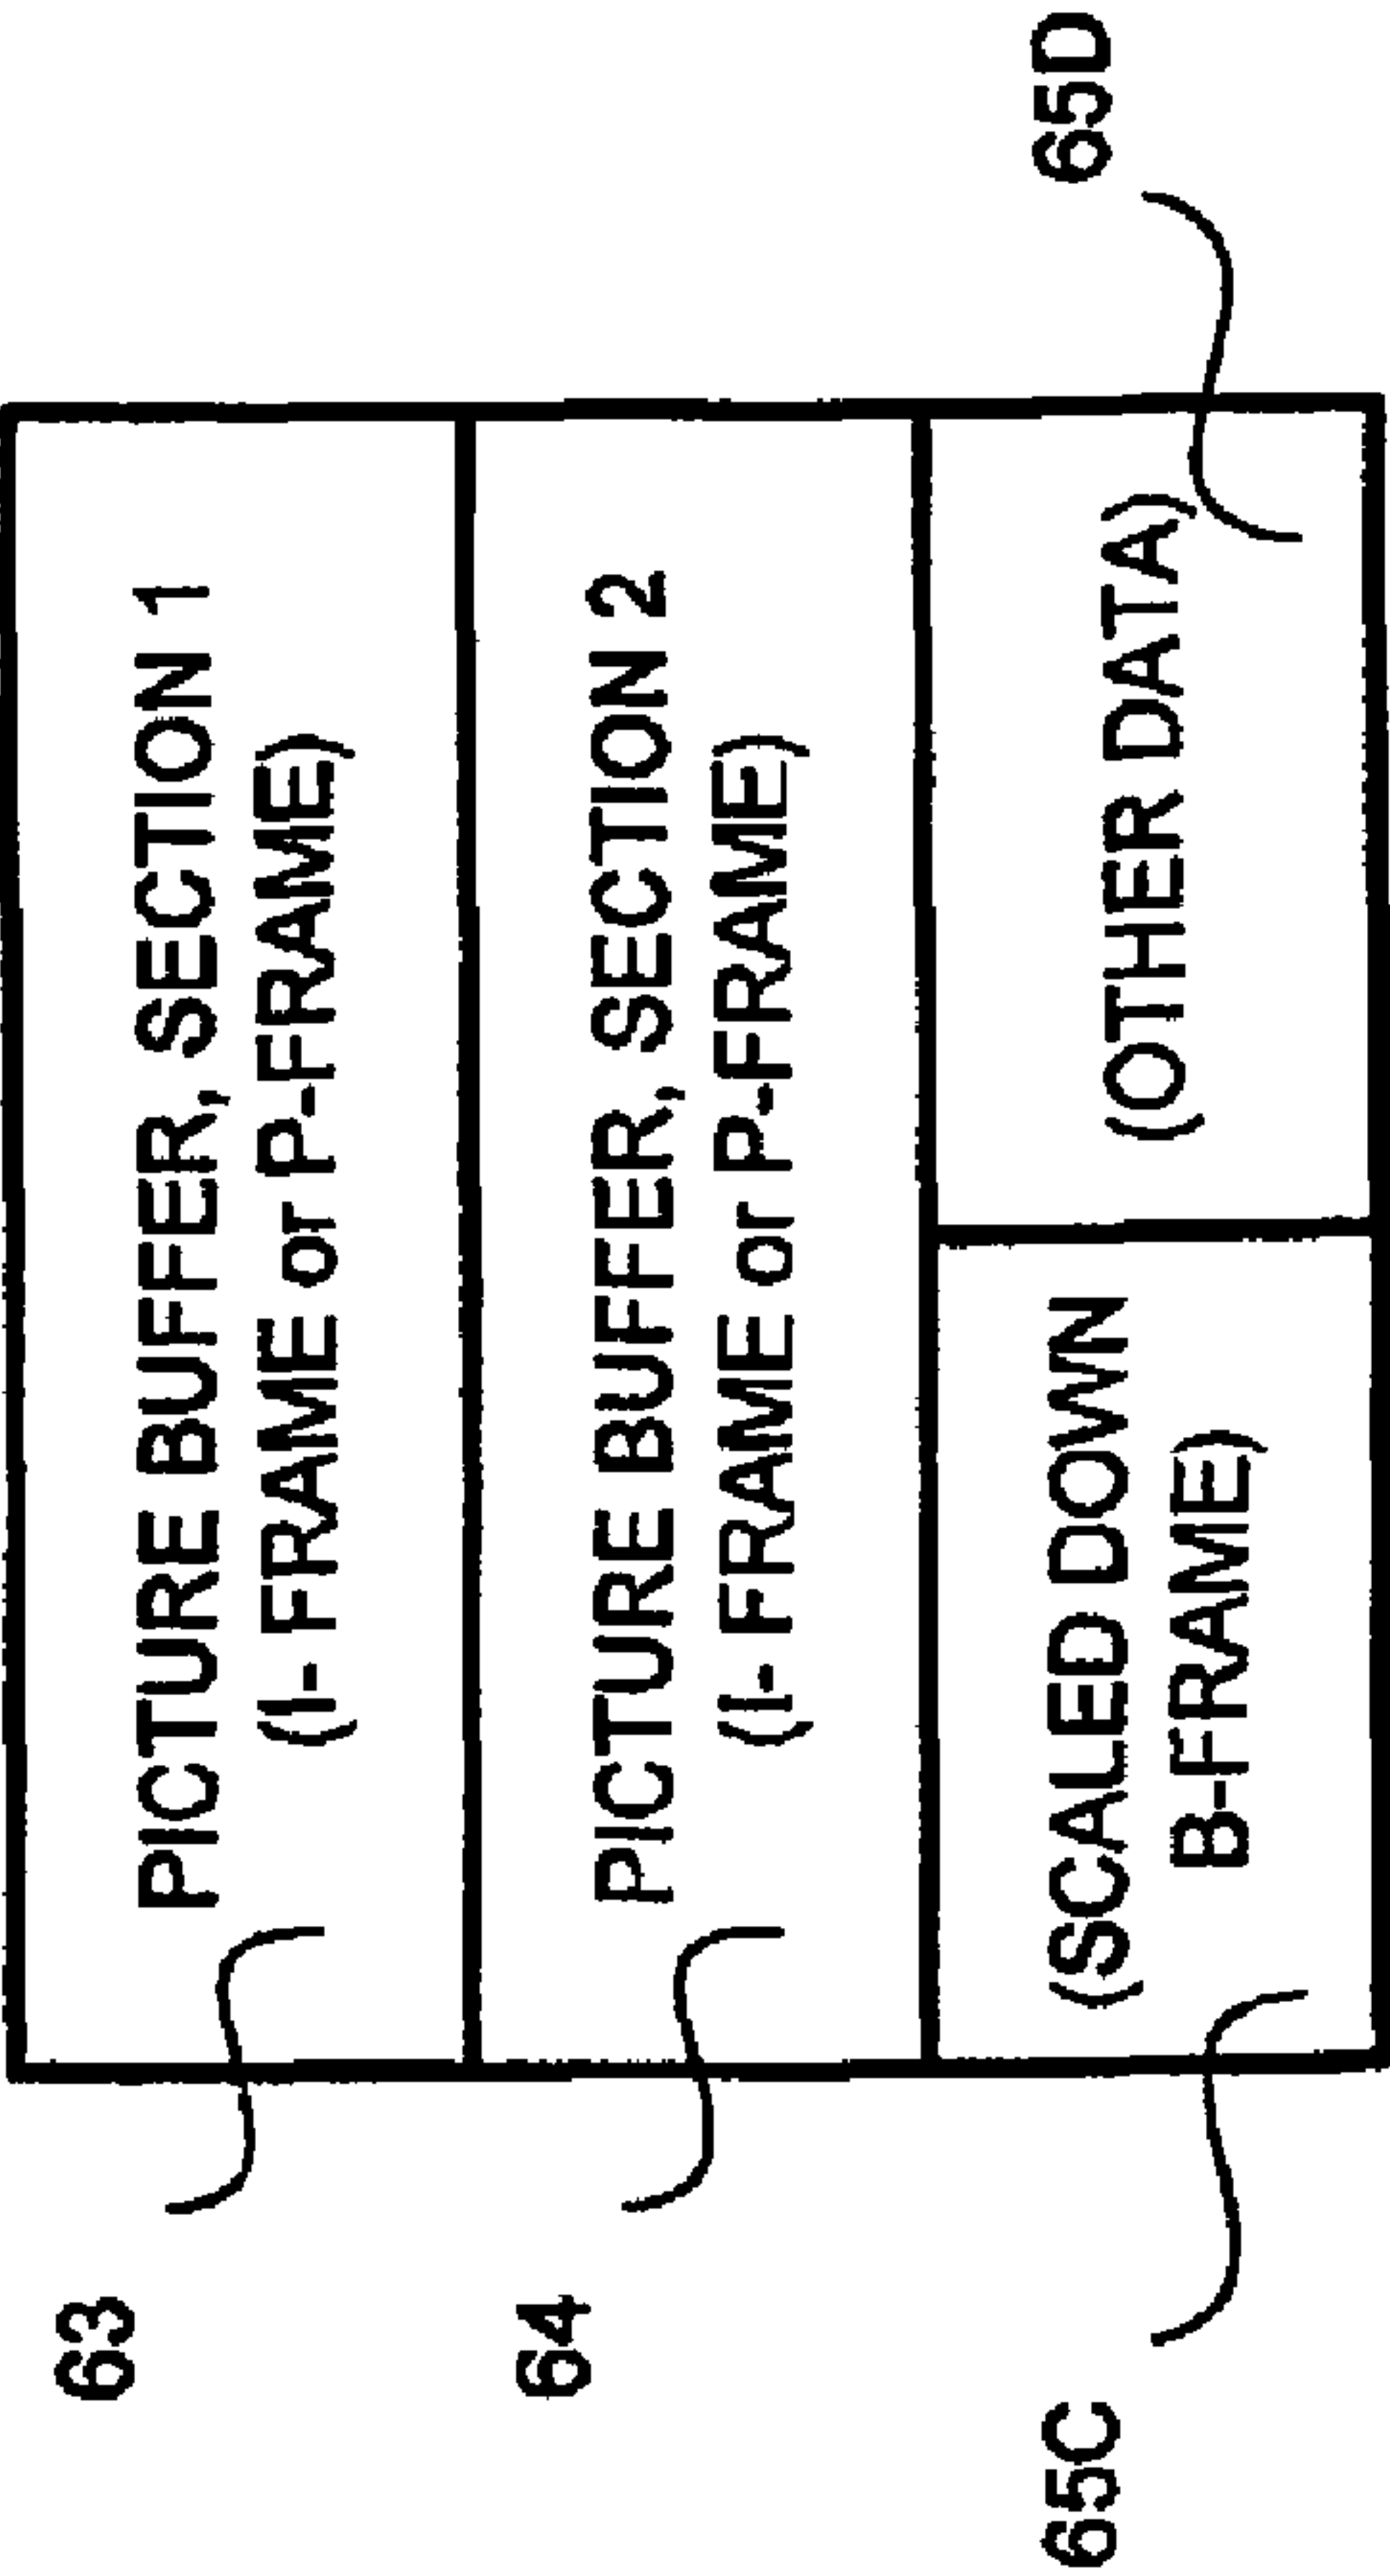 63
PICTURE BUFFER, SECTION 1
(I- FRAME or P-FRAME)
64
PICTURE BUFFER, SECTION 2
(I- FRAME or P-FRAME)
65C
(SCALED DOWN
B-FRAME)
(OTHER DATA)
65D